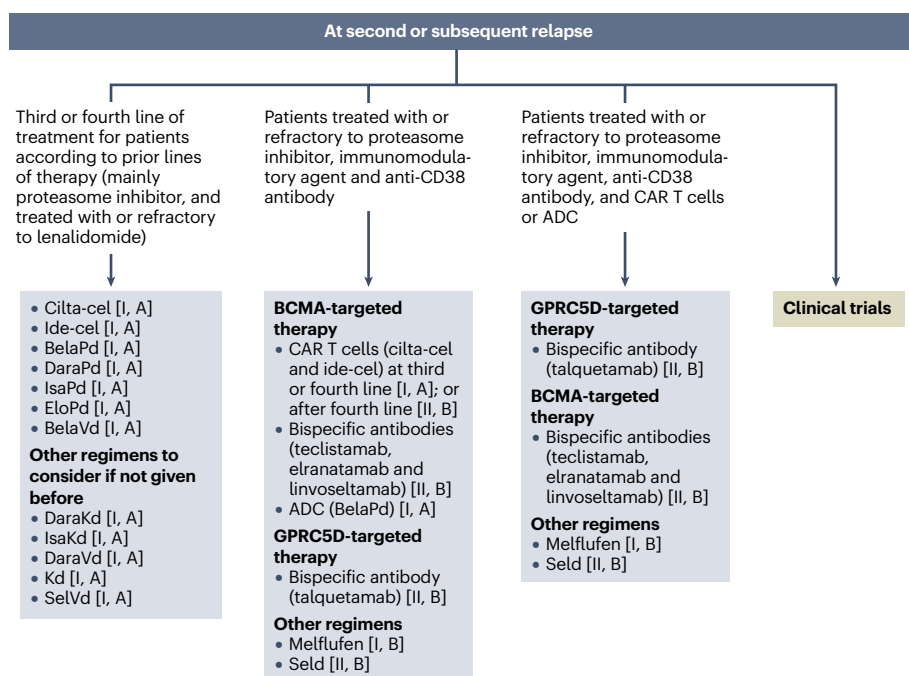 At second or subsequent relapse
Third or fourth line of
treatment for patients
according to prior lines
of therapy (mainly
proteasome inhibitor, and
treated with or refractory
to lenalidomide)
• Cilta-cel [I, A]
• Ide-cel [I, A]
• BelaPd [I, A]
• DaraPd [I, A]
• IsaPd [I, A]
• EloPd [I, A]
• BelaVd [I, A]
Other regimens to
consider if not given
before
• DaraKd [I, A]
• IsaKd [I, A]
• DaraVd [I, A]
• Kd [I, A]
• SelVd [I, A]
Patients treated with or
refractory to proteasome
inhibitor, immunomodula-
tory agent and anti-CD38
antibody
BCMA-targeted
therapy
• CAR T cells (cilta-cel
and ide-cel) at third
or fourth line [I, A]; or
after fourth line [II, B]
• Bispecific antibodies
(teclistamab,
elranatamab and
linvoseltamab) [II, B]
• ADC (BelaPd) [I, A]
GPRC5D-targeted
therapy
• Bispecific antibody
(talquetamab) [II, B]
Other regimens
• Melflufen [I, B]
• Seld [II, B]
Patients treated with or
refractory to proteasome
inhibitor, immunomodula-
tory agent, anti-CD38
antibody, and CAR T cells
or ADC
GPRC5D-targeted
therapy
• Bispecific antibody
(talquetamab) [II, B]
BCMA-targeted
therapy
• Bispecific antibodies
(teclistamab,
elranatamab and
linvoseltamab) [II, B]
Other regimens
• Melflufen [I, B]
• Seld [II, B]
Clinical trials